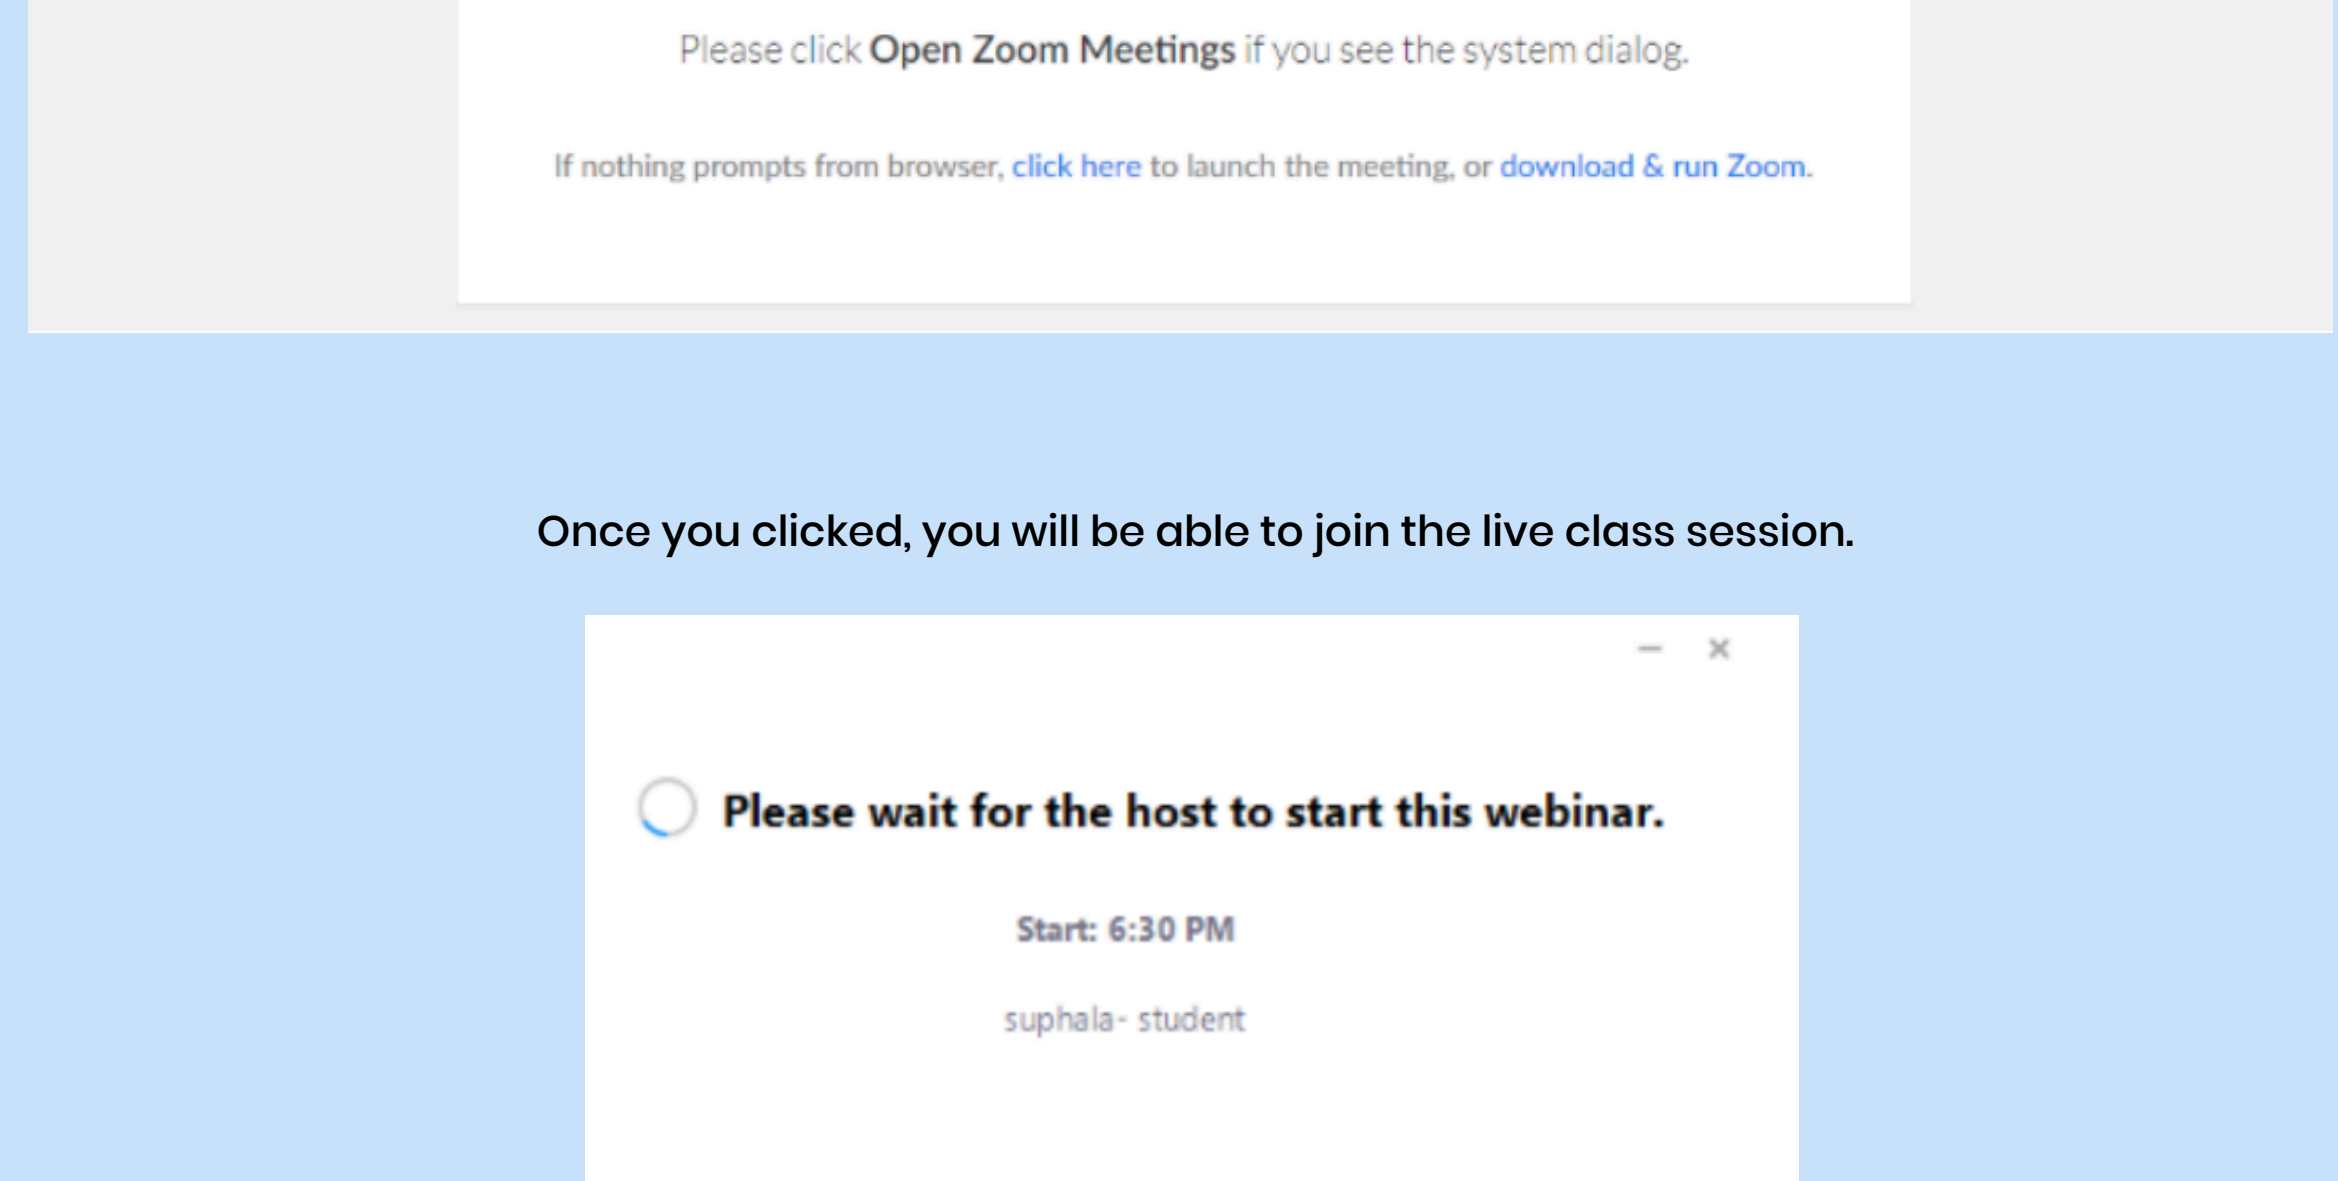 Please click Open Zoom Meetings if you see the system dialog.
If nothing prompts from browser, click here to launch the meeting, or download & run Zoom.
Once you clicked, you will be able to join the live class session.
Please wait for the host to start this webinar.
Start: 6:30 PM
suphala- student